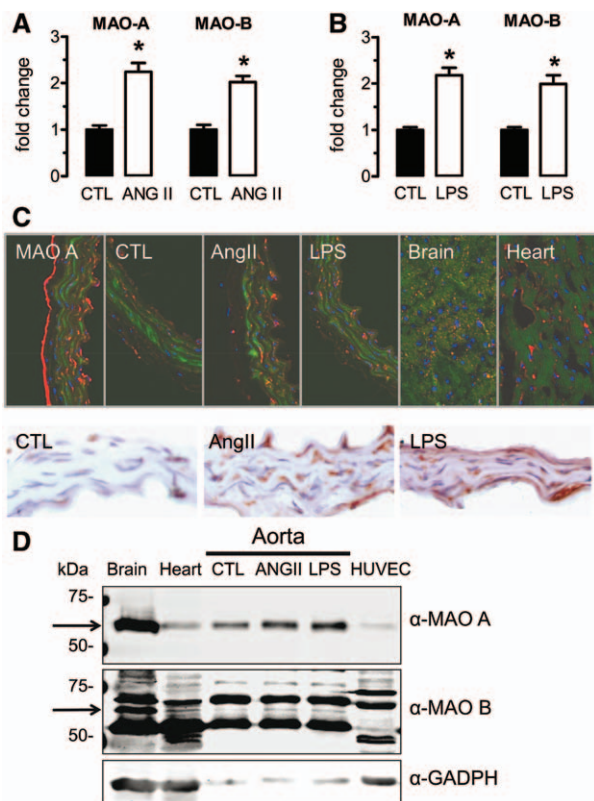 A
MAO-A MAO-B
fold change
3
2
1
0
*
*
CTL ANG II CTL ANG II
B
MAO-A MAO-B
fold change
3
2
1
0
*
*
CTL LPS CTL LPS
C
MAO A CTL AngII LPS Brain Heart
CTL AngII LPS
D
Aorta
kDa Brain Heart CTL ANGII LPS HUVEC
75-
50-
α-MAO A
75-
50-
α-MAO B
α-GADPH